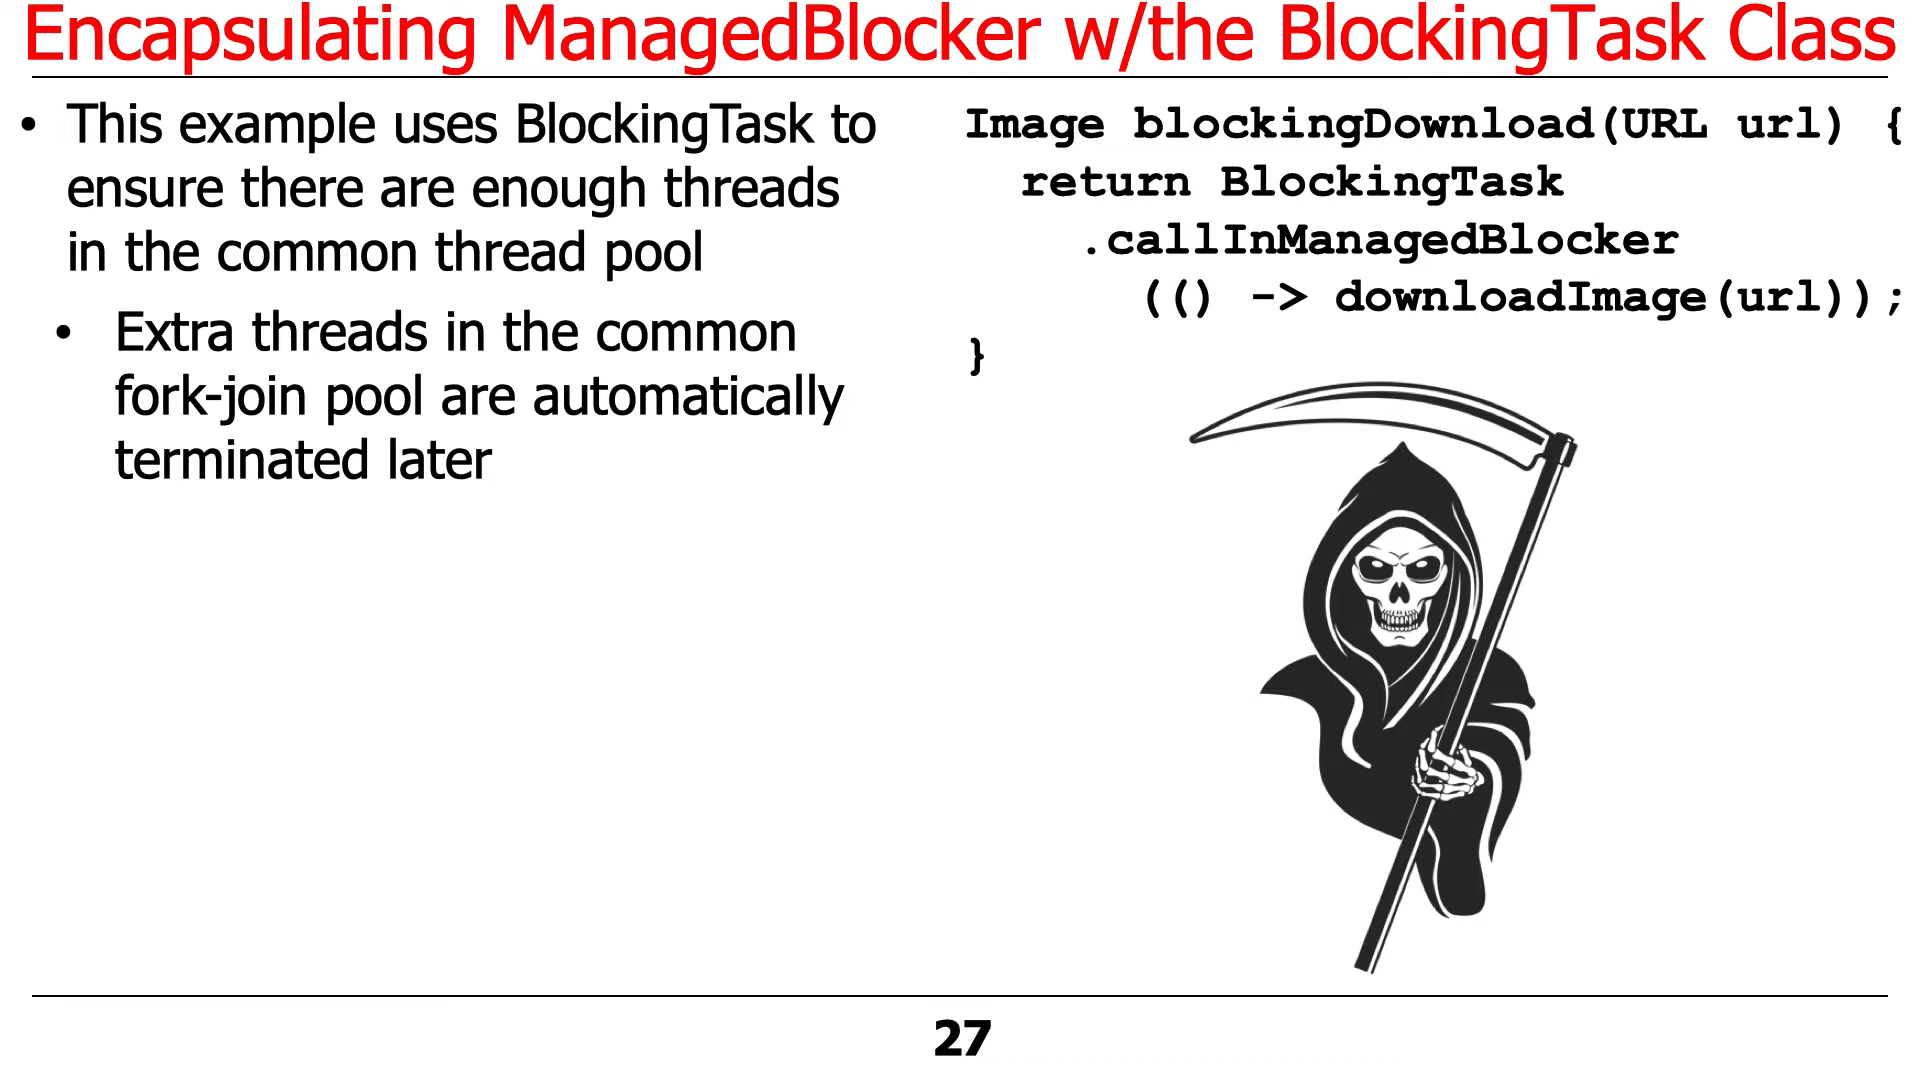 Encapsulating ManagedBlocker w/the BlockingTask Class
• This example uses BlockingTask to
ensure there are enough threads
in the common thread pool
• Extra threads in the common
fork-join pool are automatically
terminated later
Image blockingDownload(URL url) {
return BlockingTask
.callInManagedBlocker
(() -> downloadImage(url));
}
27